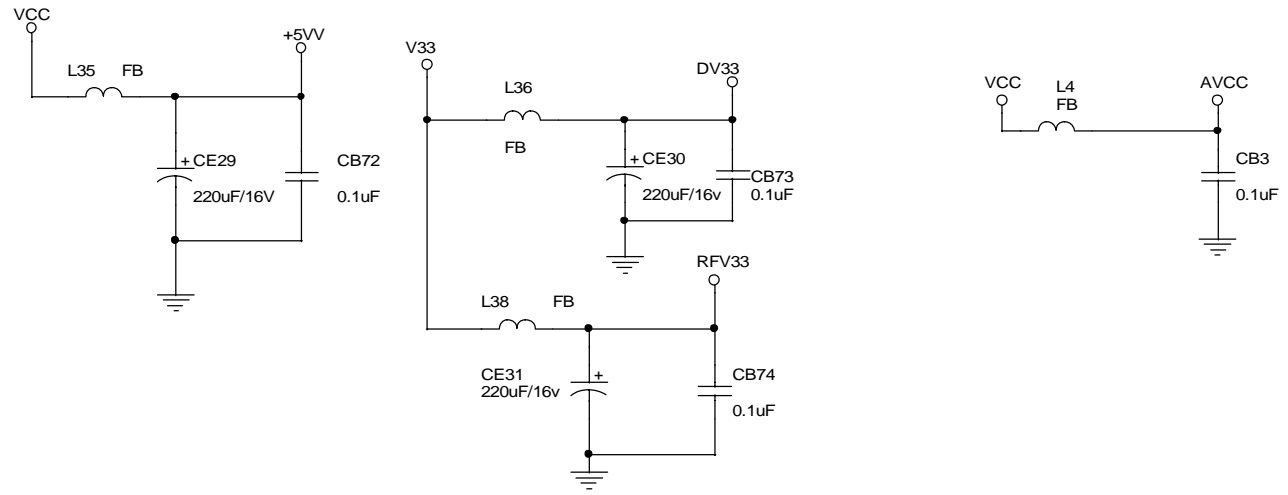 VCC
+5VV
L35 FB
CE29
220uF/16V
CB72
0.1uF
V33
DV33
L36
FB
CE30
220uF/16v
CB73
0.1uF
RFV33
L38 FB
CE31
220uF/16v
CB74
0.1uF
VCC
L4
FB
AVCC
CB3
0.1uF